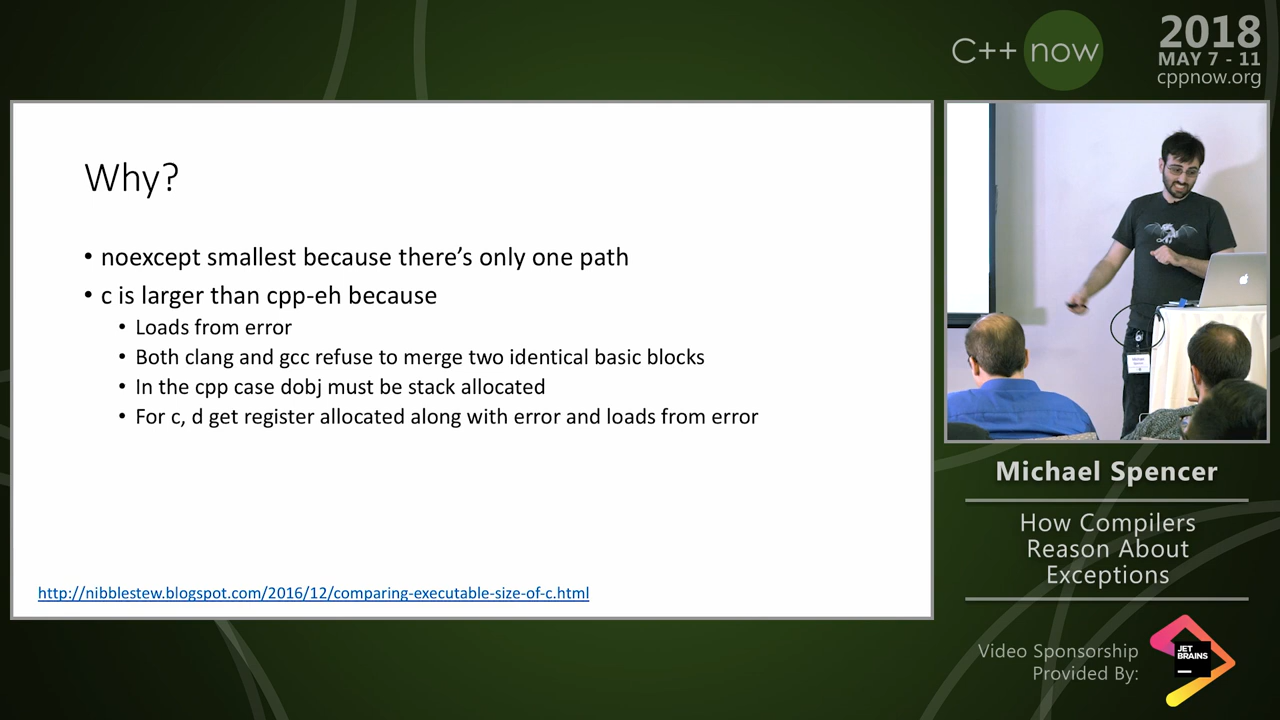 C++ now
2018
MAY 7 - 11
cppnow.org
Why?
• noexcept smallest because there's only one path
• c is larger than cpp-eh because
• Loads from error
• Both clang and gcc refuse to merge two identical basic blocks
• In the cpp case dobj must be stack allocated
• For c, d get register allocated along with error and loads from error
http://nibblestew.blogspot.com/2016/12/comparing-executable-size-of-c.html
Michael Spencer
How Compilers
Reason About
Exceptions
Video Sponsorship
Provided By:
JET
BRAINS